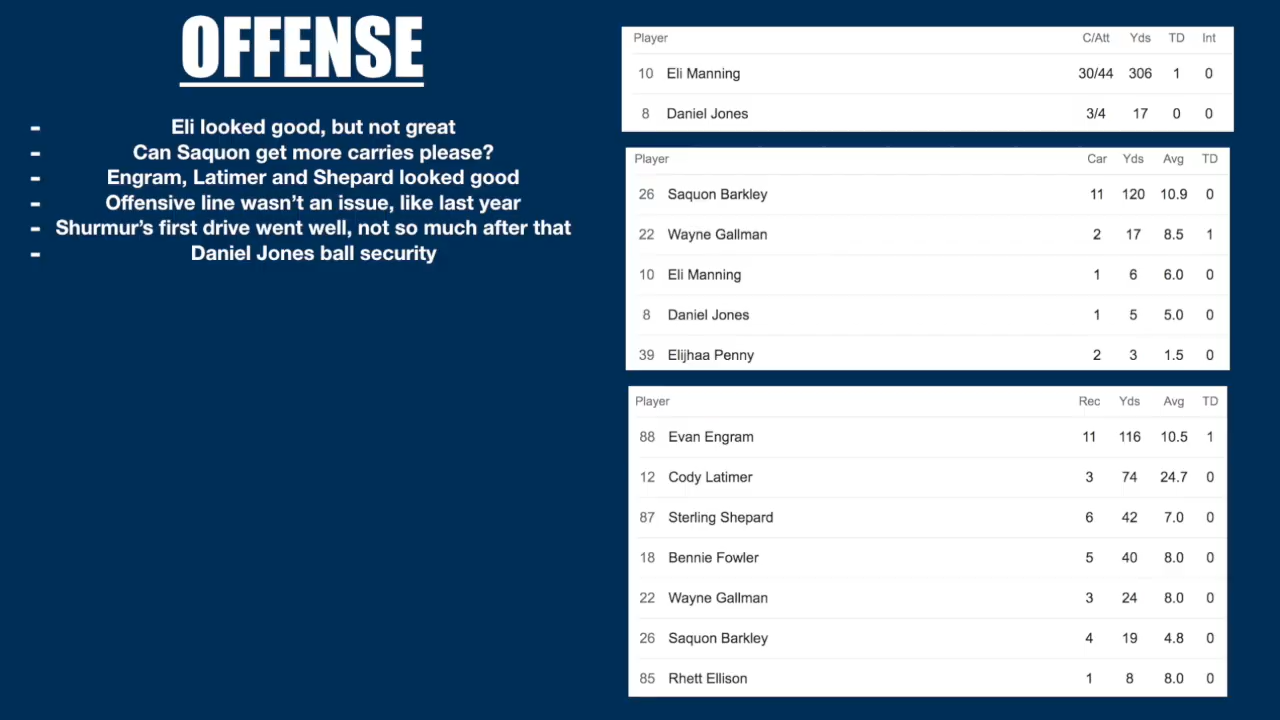 OFFENSE
- Eli looked good, but not great
- Can Saquon get more carries please?
- Engram, Latimer and Shepard looked good
- Offensive line wasn’t an issue, like last year
- Shurmur’s first drive went well, not so much after that
- Daniel Jones ball security
Player C/Att Yds TD Int
10 Eli Manning 30/44 306 1 0
8 Daniel Jones 3/4 17 0 0
Player Car Yds Avg TD
26 Saquon Barkley 11 120 10.9 0
22 Wayne Gallman 2 17 8.5 1
10 Eli Manning 1 6 6.0 0
8 Daniel Jones 1 5 5.0 0
39 Elijhaa Penny 2 3 1.5 0
Player Rec Yds Avg TD
88 Evan Engram 11 116 10.5 1
12 Cody Latimer 3 74 24.7 0
87 Sterling Shepard 6 42 7.0 0
18 Bennie Fowler 5 40 8.0 0
22 Wayne Gallman 3 24 8.0 0
26 Saquon Barkley 4 19 4.8 0
85 Rhett Ellison 1 8 8.0 0